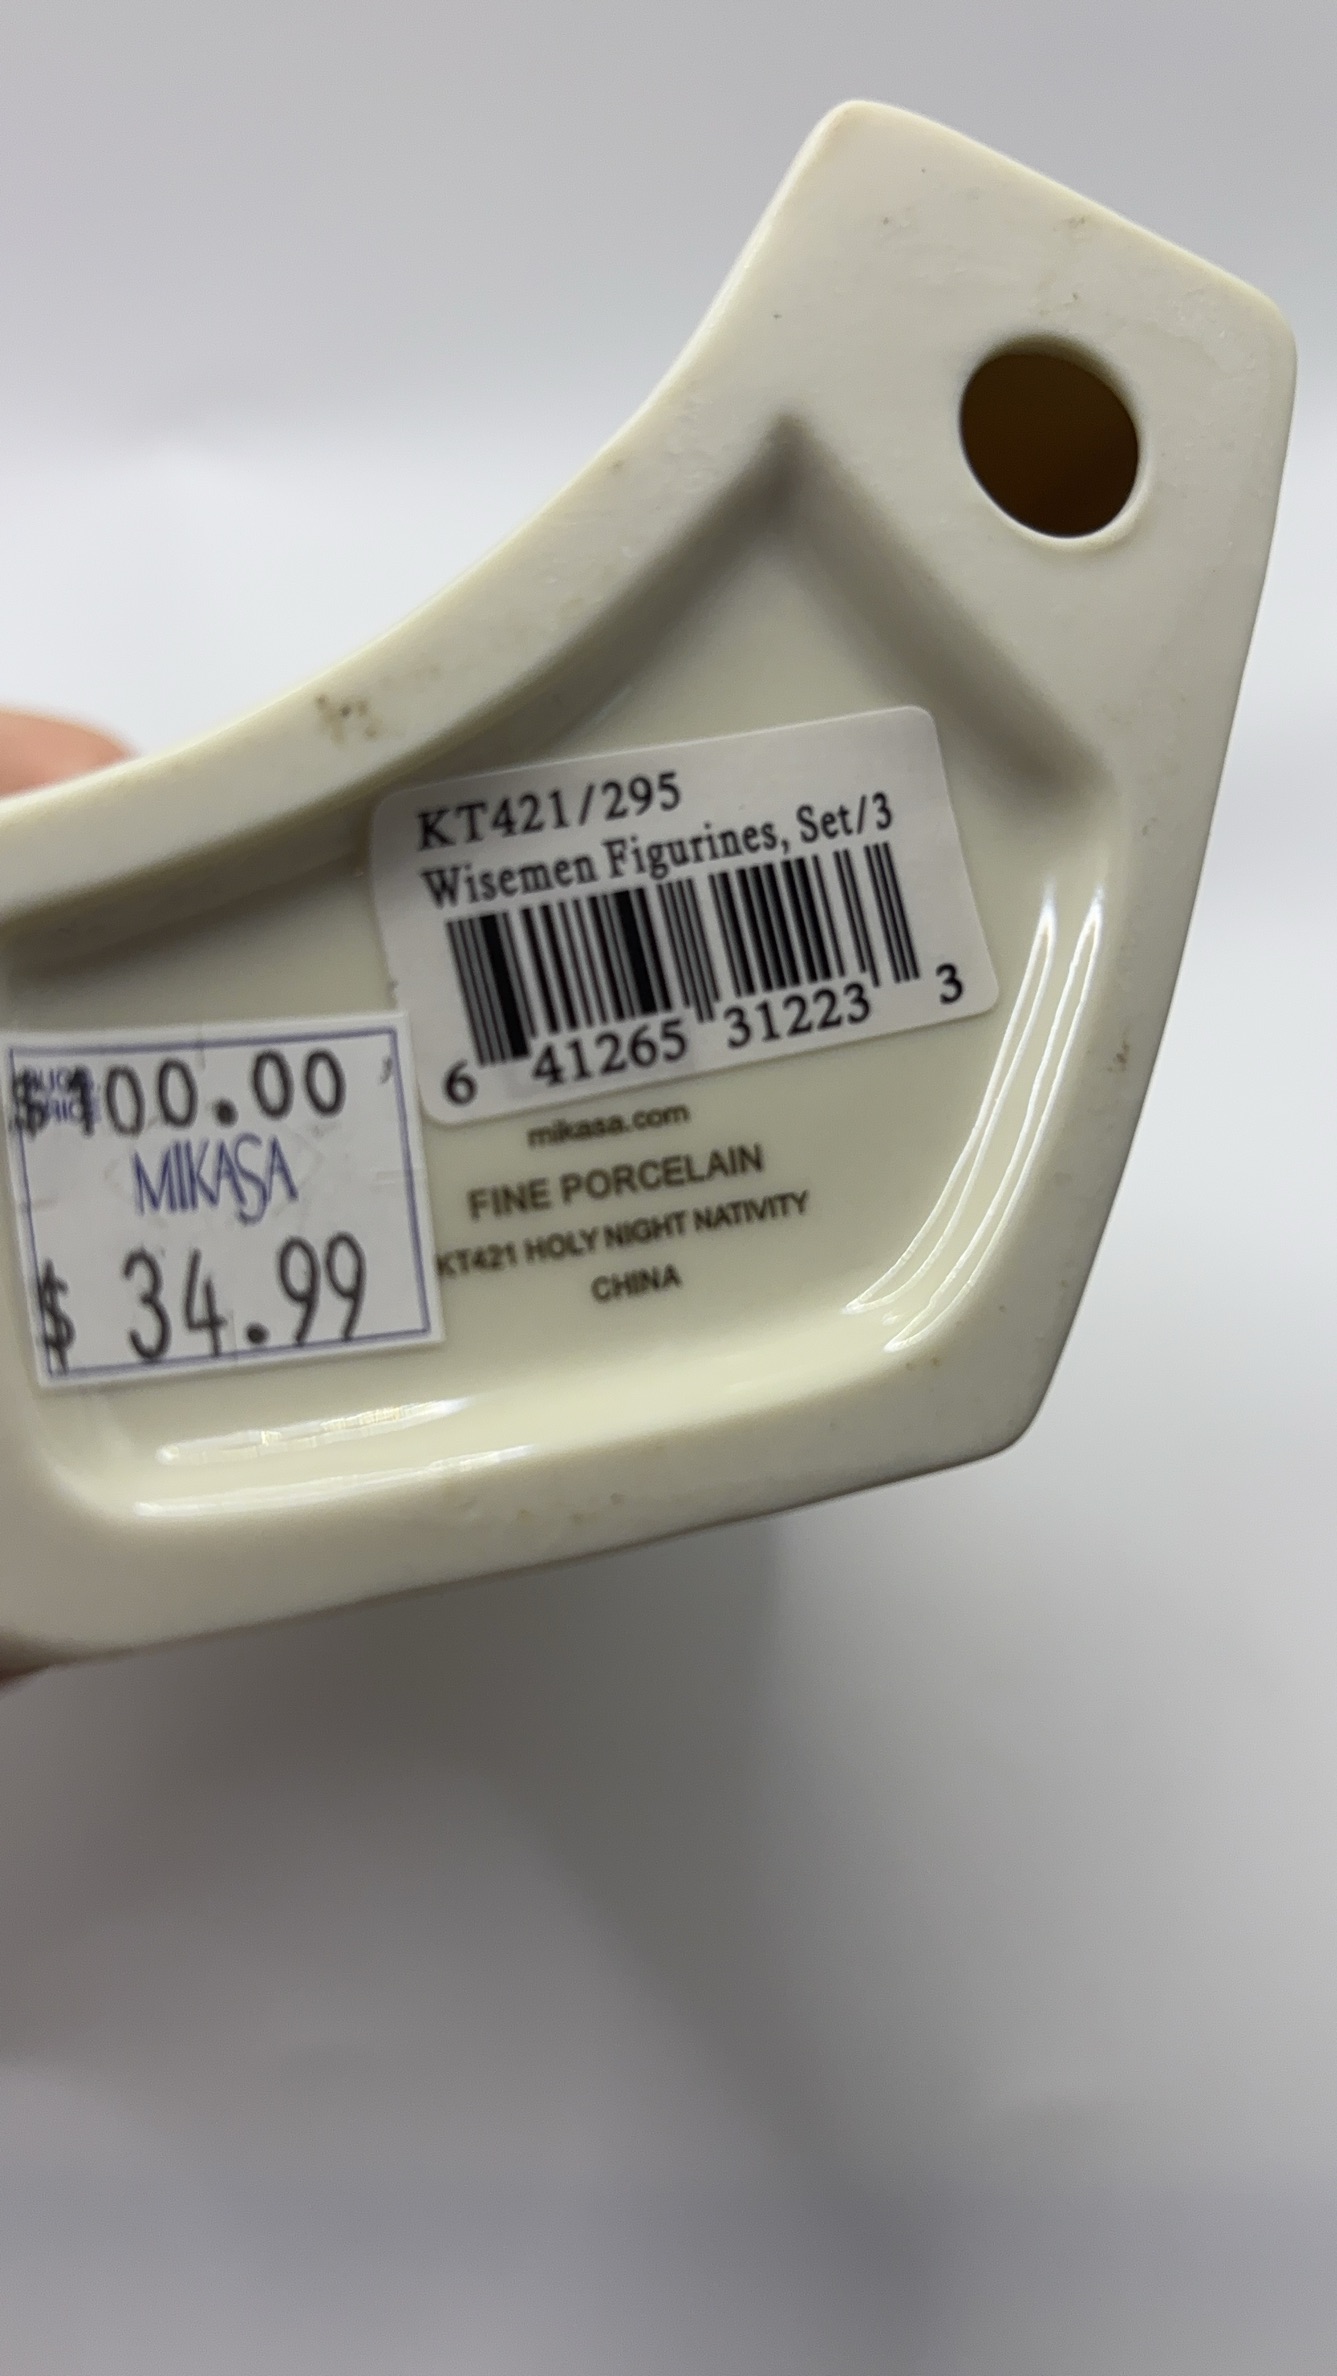 KT421/295
Wisemen Figurines, Set/3
6 41265 31223 3
mikasa.com
FINE PORCELAIN
KT421 HOLY NIGHT NATIVITY
CHINA
$100.00
MIKASA
$ 34.99